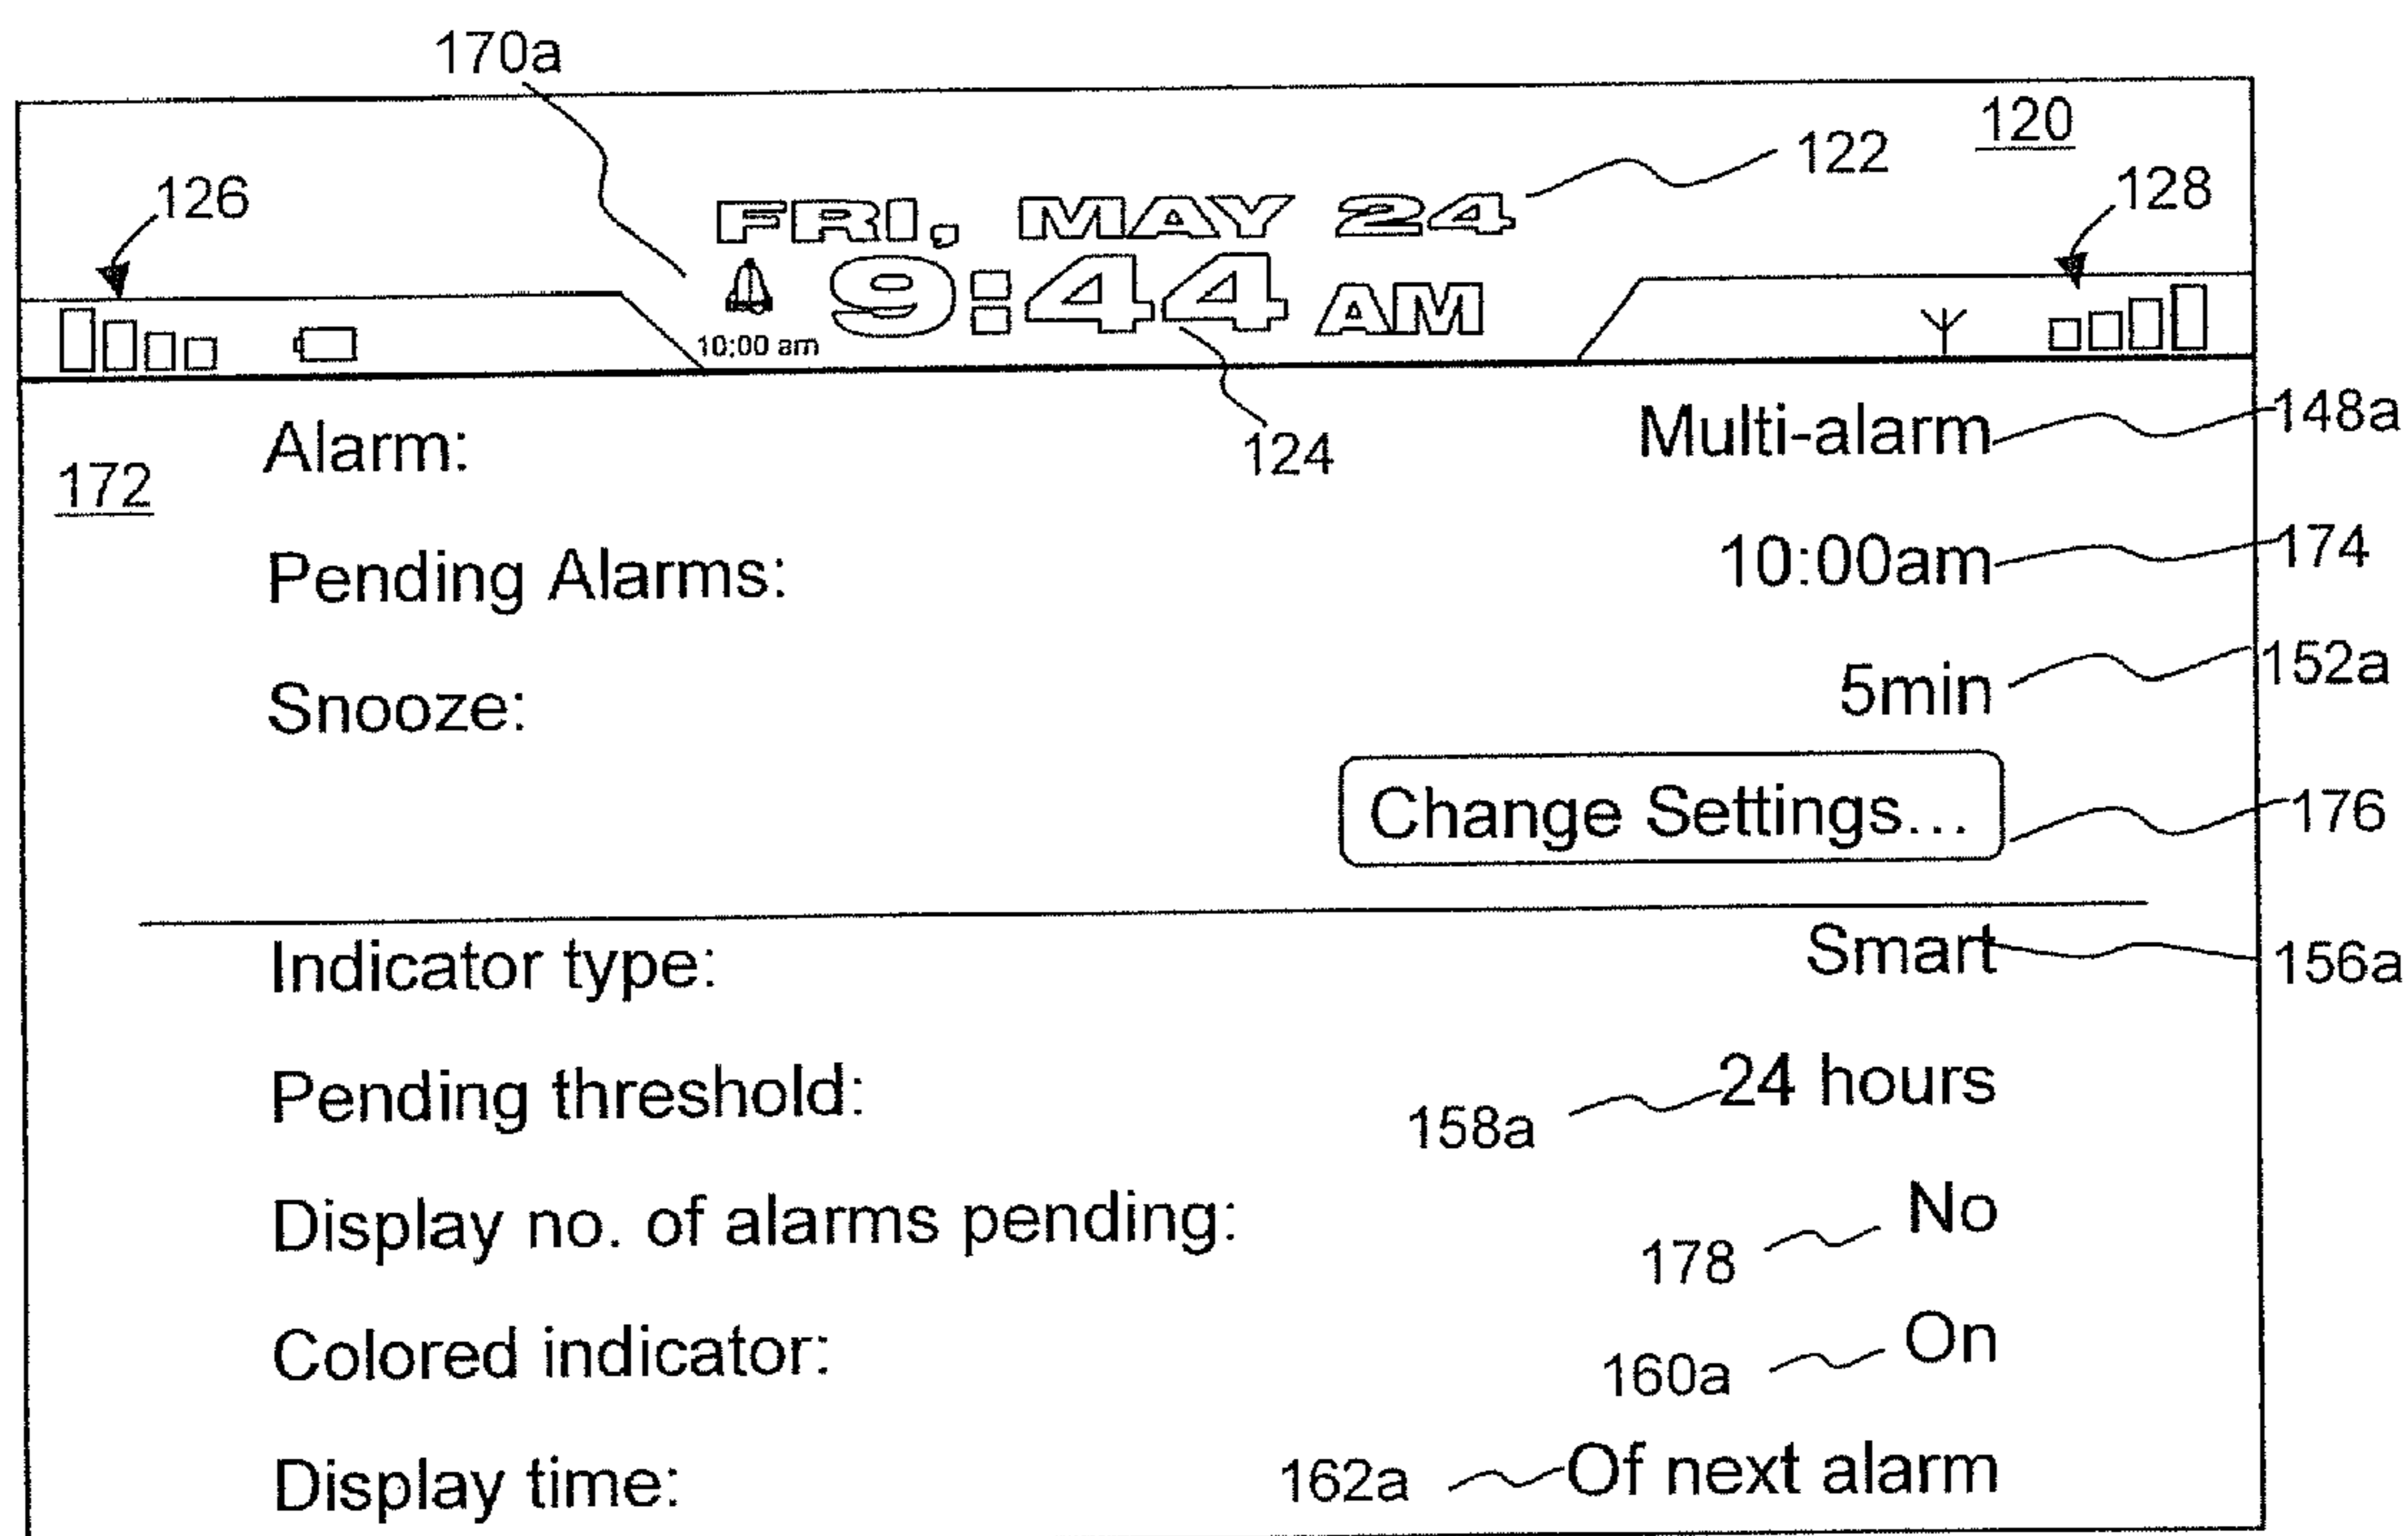 170a
120
122
126
128
FRI, MAY 24
9:44 AM
10:00 am
124
172
Alarm: Multi-alarm 148a
Pending Alarms: 10:00am 174
Snooze: 5min 152a
Change Settings... 176
Indicator type: Smart 156a
Pending threshold: 158a 24 hours
Display no. of alarms pending: 178 No
Colored indicator: 160a On
Display time: 162a Of next alarm